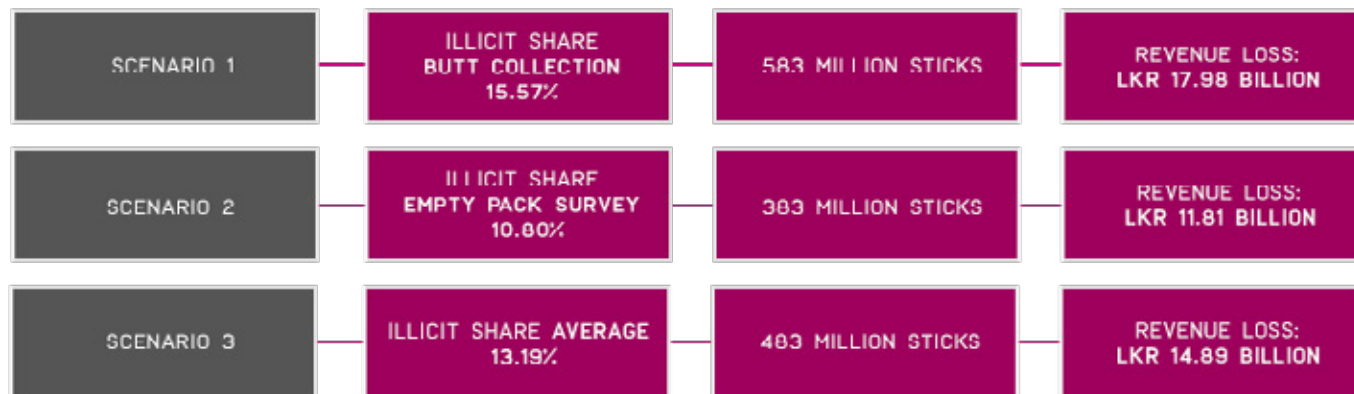 SCENARIO 1
ILLICIT SHARE
BUTT COLLECTION
15.57%
583 MILLION STICKS
REVENUE LOSS:
LKR 17.98 BILLION
SCENARIO 2
ILLICIT SHARE
EMPTY PACK SURVEY
10.80%
383 MILLION STICKS
REVENUE LOSS:
LKR 11.81 BILLION
SCENARIO 3
ILLICIT SHARE AVERAGE
13.19%
483 MILLION STICKS
REVENUE LOSS:
LKR 14.89 BILLION